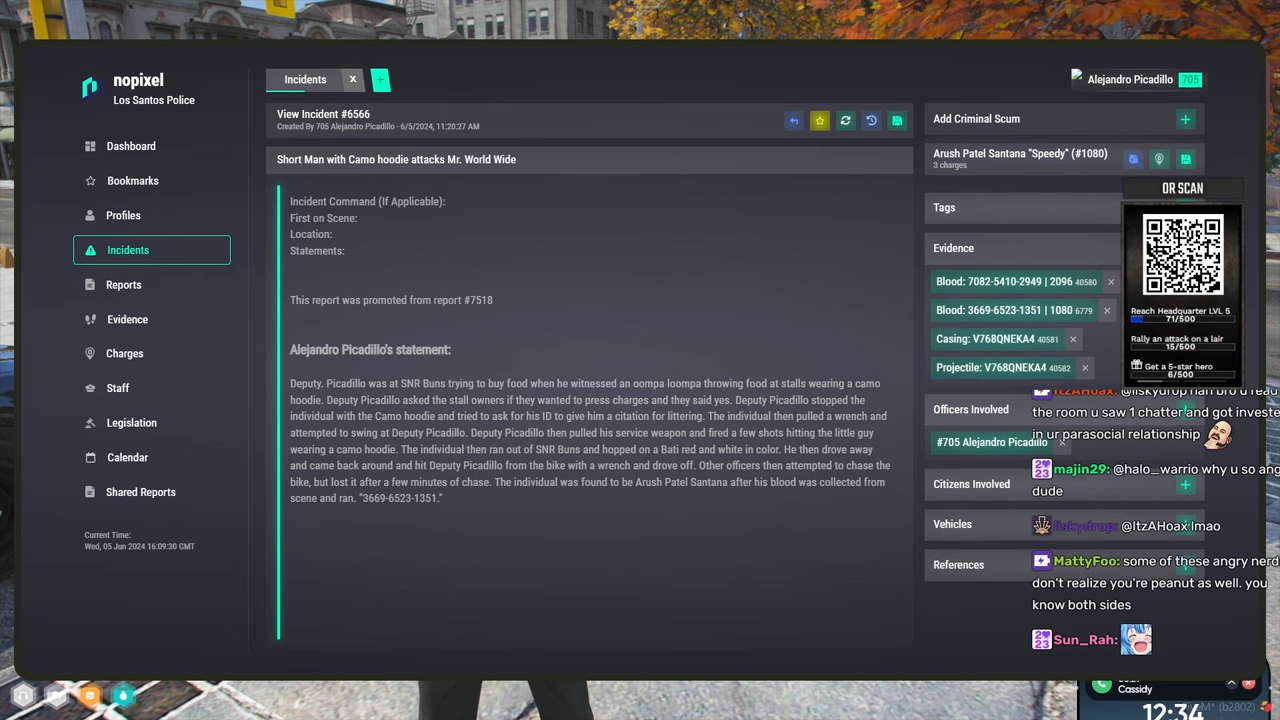 nopixel
Los Santos Police
Dashboard
Bookmarks
Profiles
Incidents
Reports
Evidence
Charges
Staff
Legislation
Calendar
Shared Reports
Current Time:
Wed, 05 Jun 2024 16:09:30 GMT
Incidents x +
View Incident #6566
Created By 705 Alejandro Picadillo · 6/5/2024, 11:20:27 AM
Short Man with Camo hoodie attacks Mr. World Wide
Incident Command (If Applicable):
First on Scene:
Location:
Statements:
This report was promoted from report #7518
Alejandro Picadillo's statement:
Deputy. Picadillo was at SNR Buns trying to buy food when he witnessed an oompa loompa throwing food at stalls wearing a camo
hoodie. Deputy Picadillo asked the stall owners if they wanted to press charges and they said yes. Deputy Picadillo stopped the
individual with the Camo hoodie and tried to ask for his ID to give him a citation for littering. The individual then pulled a wrench and
attempted to swing at Deputy Picadillo. Deputy Picadillo then pulled his service weapon and fired a few shots hitting the little guy
wearing a camo hoodie. The individual then ran out of SNR Buns and hopped on a Bati red and white in color. He then drove away
and came back around and hit Deputy Picadillo from the bike with a wrench and drove off. Other officers then attempted to chase the
bike, but lost it after a few minutes of chase. The individual was found to be Arush Patel Santana after his blood was collected from
scene and ran. "3669-6523-1351."
Alejandro Picadillo 705
Add Criminal Scum +
Arush Patel Santana "Speedy" (#1080)
3 charges
Tags
Evidence
Blood: 7082-5410-2949 | 2096 40580 ×
Blood: 3669-6523-1351 | 1080 6779 ×
Casing: V768QNEKA4 40581 ×
Projectile: V768QNEKA4 40582 ×
Officers Involved
#705 Alejandro Picadillo ×
Citizens Involved +
Vehicles
References
OR SCAN
Reach Headquarter LVL 5
71/500
Rally an attack on a lair
15/500
Get a 5-star hero
6/500
ItzAHoax: @liskydrop man bro u read
the room u saw 1 chatter and got investe
in ur parasocial relationship
majin29: @halo_warrio why u so ang
dude
liskydrop: @ItzAHoax lmao
MattyFoo: some of these angry nerd
don't realize you're peanut as well. you
know both sides
Sun_Rah:
Cassidy
12:34
(b2802)